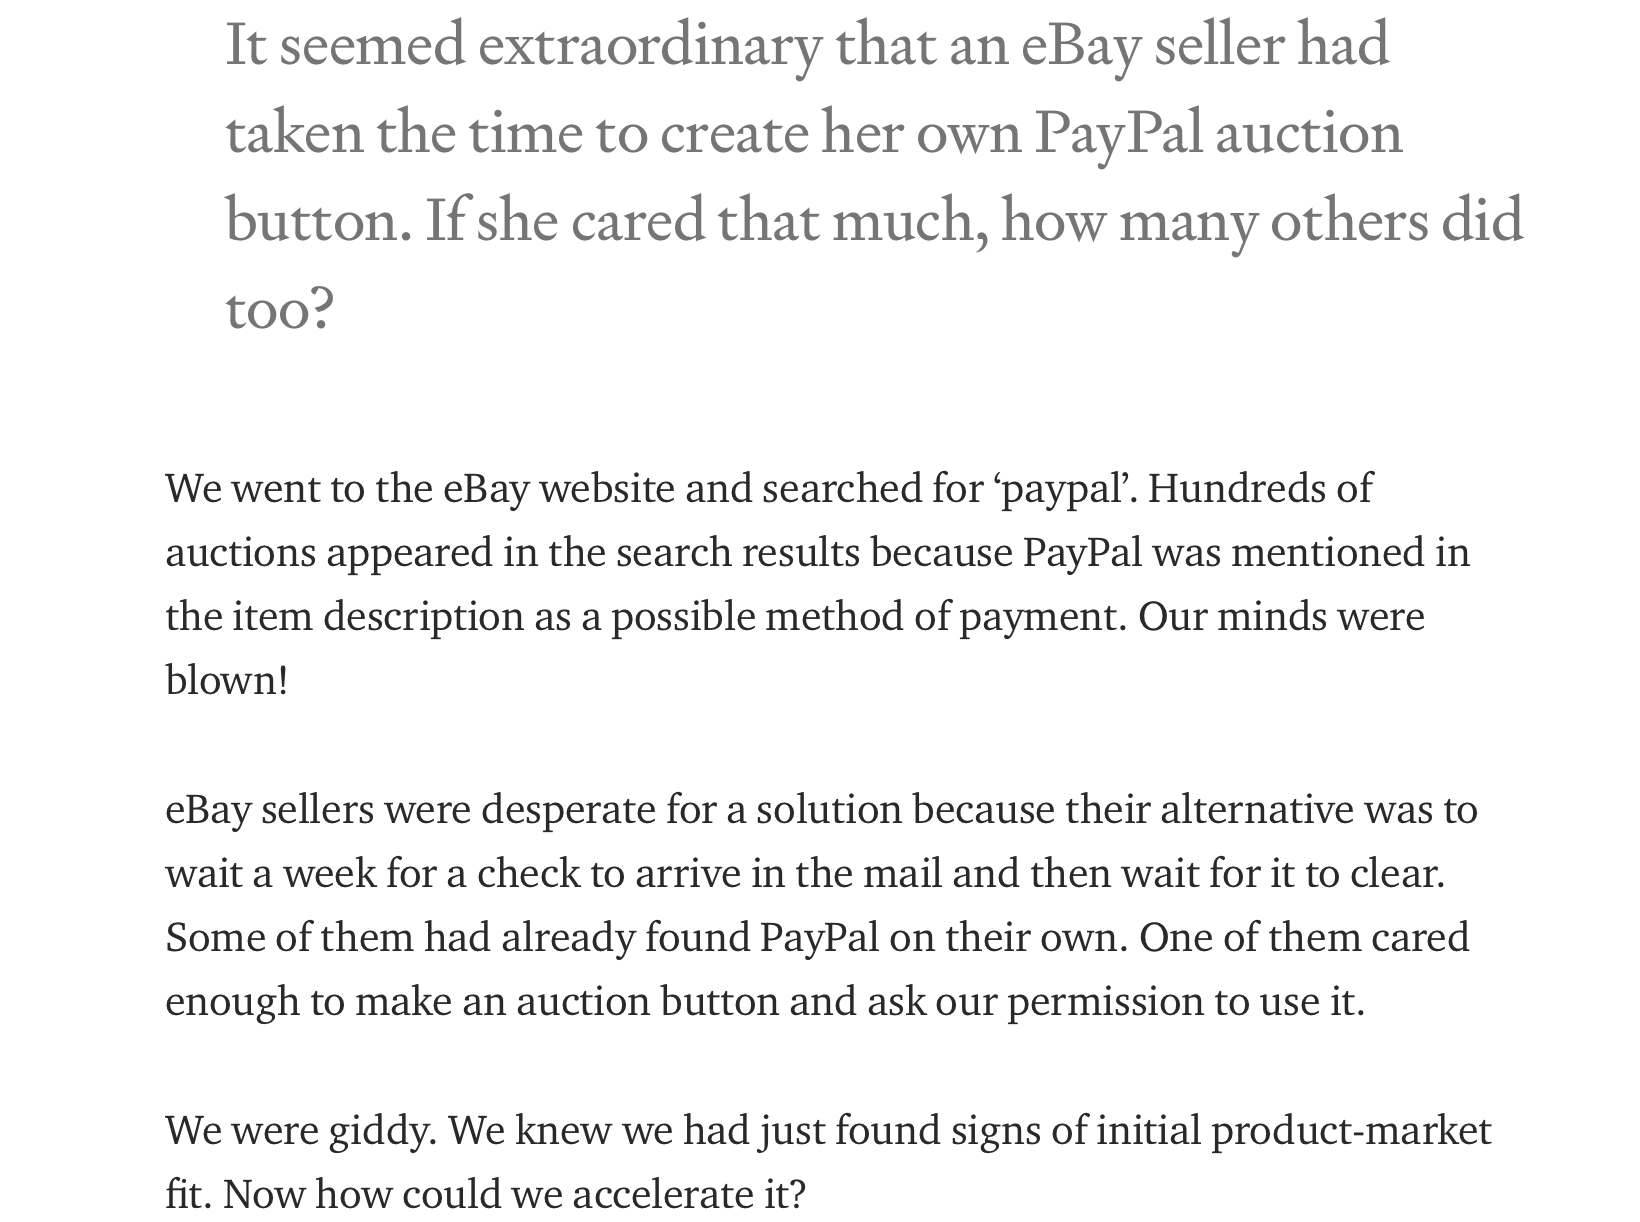 It seemed extraordinary that an eBay seller had
taken the time to create her own PayPal auction
button. If she cared that much, how many others did
too?
We went to the eBay website and searched for ‘paypal’. Hundreds of
auctions appeared in the search results because PayPal was mentioned in
the item description as a possible method of payment. Our minds were
blown!
eBay sellers were desperate for a solution because their alternative was to
wait a week for a check to arrive in the mail and then wait for it to clear.
Some of them had already found PayPal on their own. One of them cared
enough to make an auction button and ask our permission to use it.
We were giddy. We knew we had just found signs of initial product-market
fit. Now how could we accelerate it?